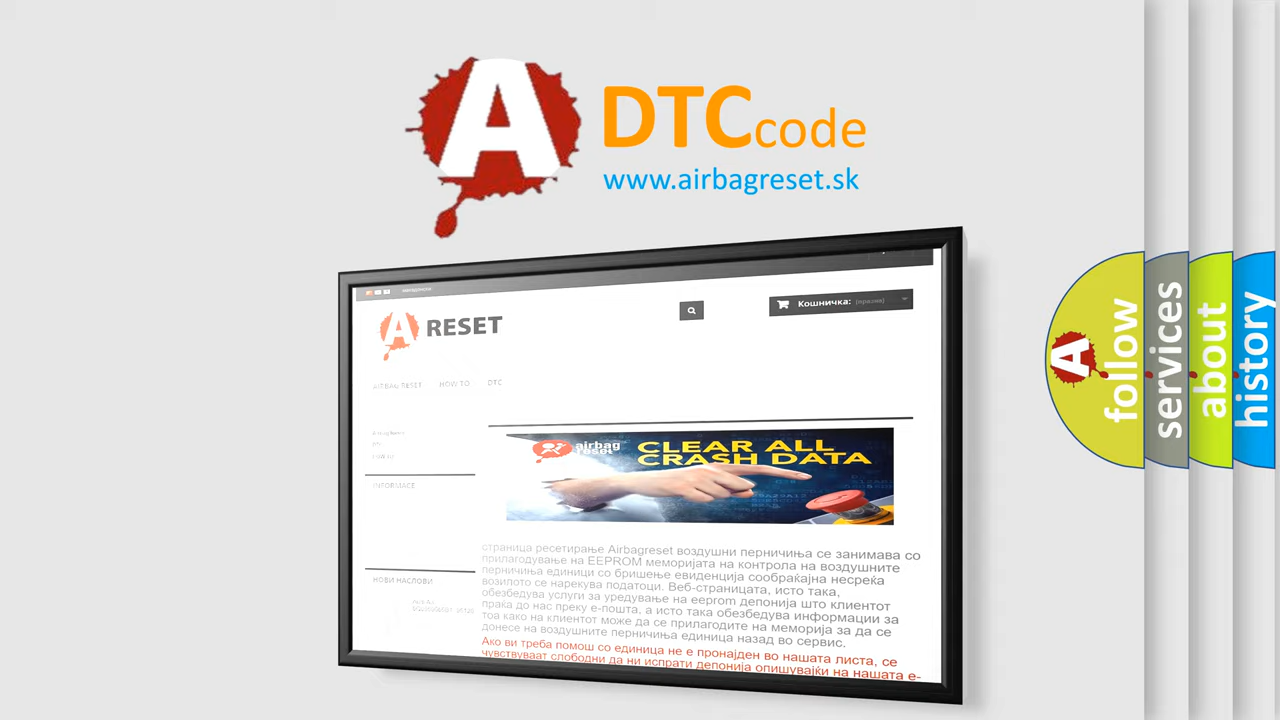 A DTC code
www.airbagreset.sk
A RESET
Кошничка: (празна)
AIRBAG RESET HOW TO DTC
airbag reset
CLEAR ALL
CRASH DATA
INFORMACE
НОВИ НАСЛОВИ
страница ресетирање Airbagreset воздушни перничиња се занимава со
прилагодување на EEPROM меморијата на контрола на воздушните
перничиња единици со бришење евиденција сообраќајна несреќа
возилото се нарекува податоци. Веб-страницата, исто така,
обезбедува услуги за уредување на eeprom депонија што клиентот
праќа до нас преку е-пошта, а исто така обезбедува информации за
тоа како на клиентот може да се прилагодите на меморија за да се
донесе на воздушните перничиња единица назад во сервис.
Ако ви треба помош со единица не е пронајден во нашата листа, се
чувствуваат слободни да ни испрати депонија опишувајќи на нашата е-
A follow
services
about
history